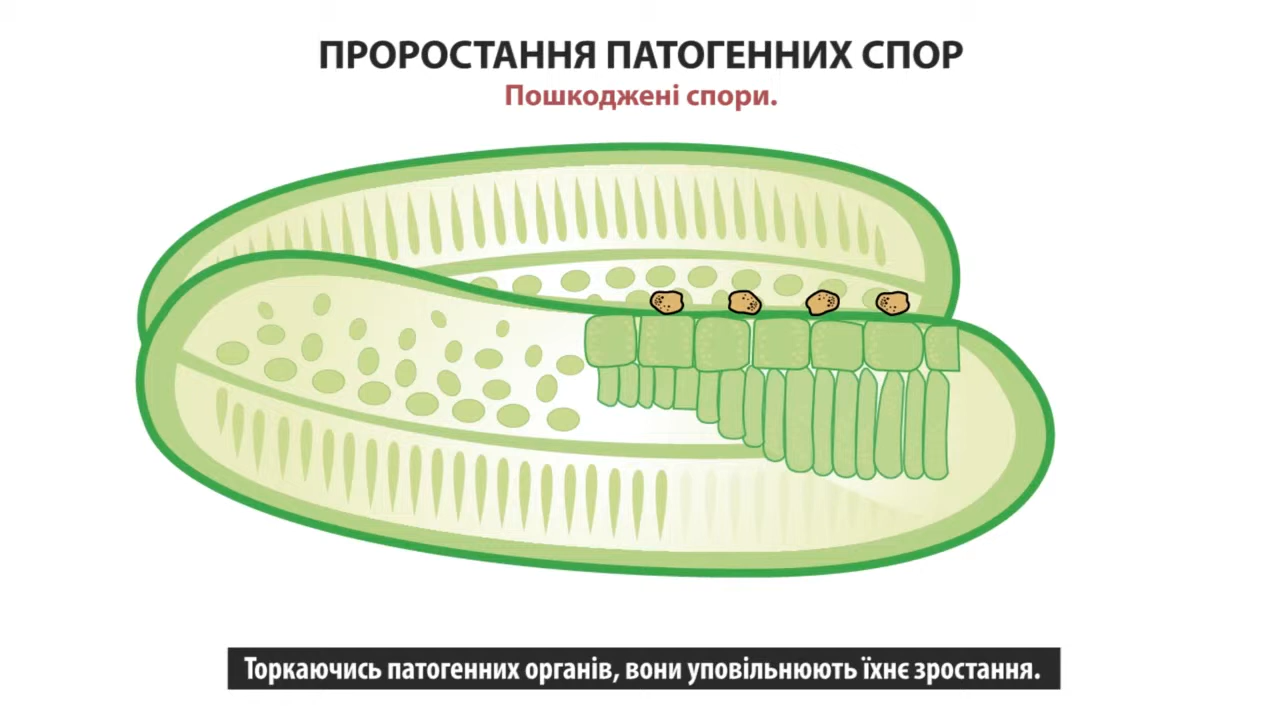 ПРОРОСТАННЯ ПАТОГЕННИХ СПОР
Пошкоджені спори.
Торкаючись патогенних органів, вони уповільнюють їхнє зростання.